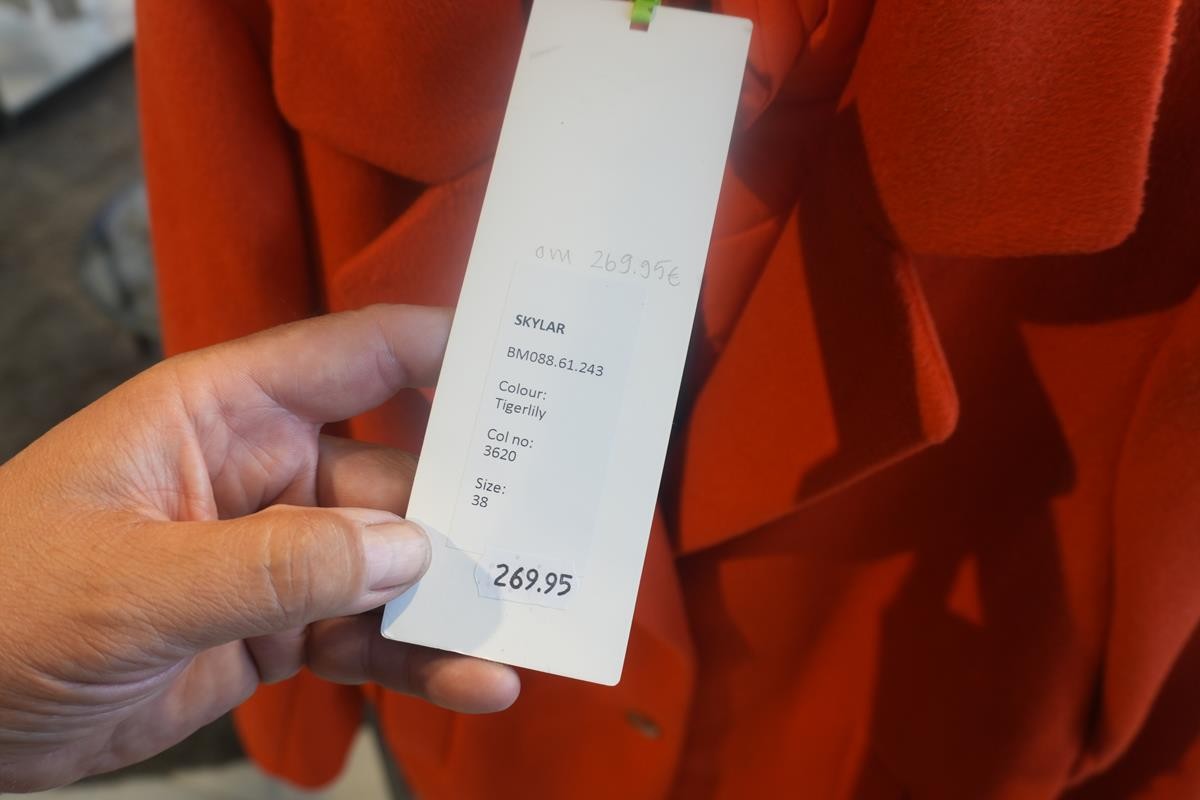 om 269.95€
SKYLAR
BM088.61.243
Colour:
Tigerlily
Col no:
3620
Size:
38
269.95